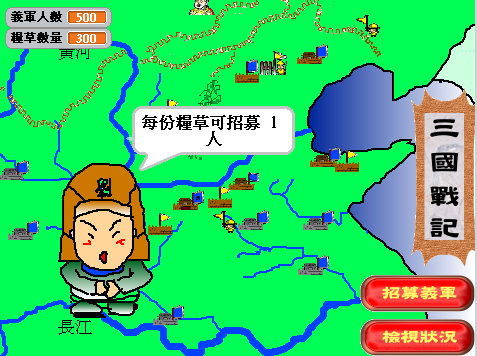 義軍人數 500
糧草數量 300
黃河
每份糧草可招募 1
人
三國戰記
長江
招募義軍
檢視狀況